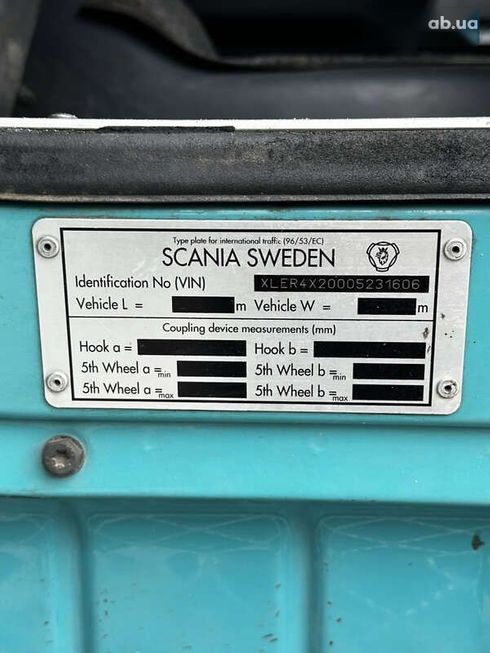 ab.ua
Type plate for international traffic (96/53/EC)
SCANIA SWEDEN
Identification No (VIN) XLER4X20005231606
Vehicle L = m Vehicle W = m
Coupling device measurements (mm)
Hook a = Hook b =
5th Wheel a =min 5th Wheel b =min
5th Wheel a =max 5th Wheel b =max